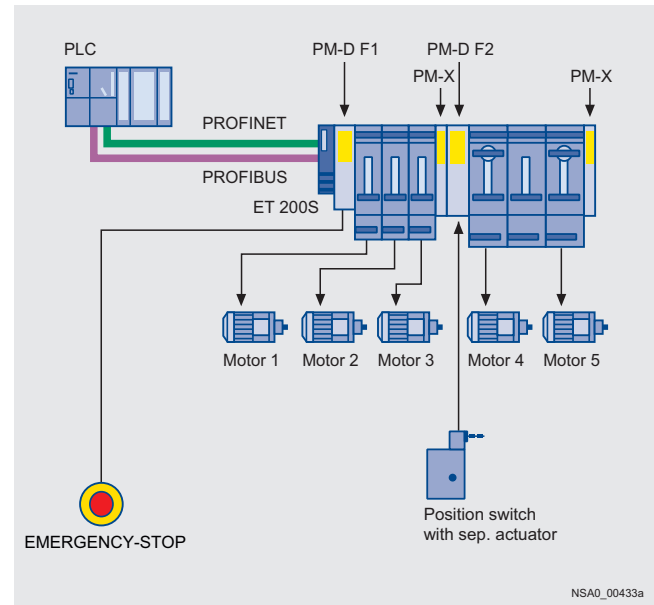 PLC
PM-D F1
PM-D F2
PM-X
PM-X
PROFINET
PROFIBUS
ET 200S
Motor 1
Motor 2
Motor 3
Motor 4
Motor 5
Position switch
with sep. actuator
EMERGENCY-STOP
NSA0_00433a